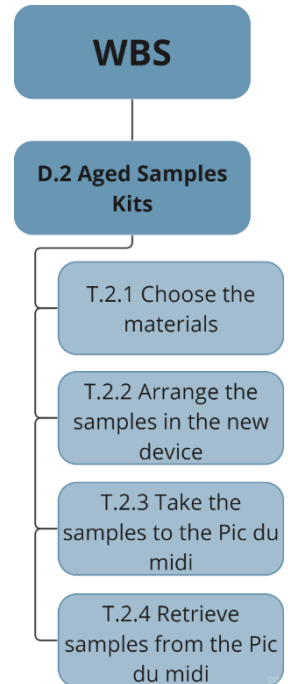 WBS
D.2 Aged Samples
Kits
T.2.1 Choose the
materials
T.2.2 Arrange the
samples in the new
device
T.2.3 Take the
samples to the Pic du
midi
T.2.4 Retrieve
samples from the Pic
du midi